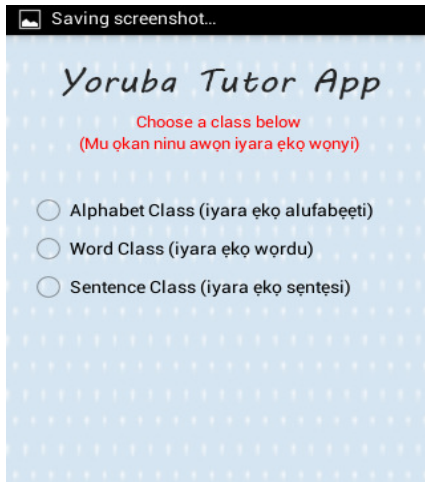 Saving screenshot...
Yoruba Tutor App
Choose a class below
(Mu ọkan ninu awọn iyara ẹkọ wọnyi)
Alphabet Class (iyara ẹkọ alufabẹẹti)
Word Class (iyara ẹkọ wọrdu)
Sentence Class (iyara ẹkọ sẹntẹsi)